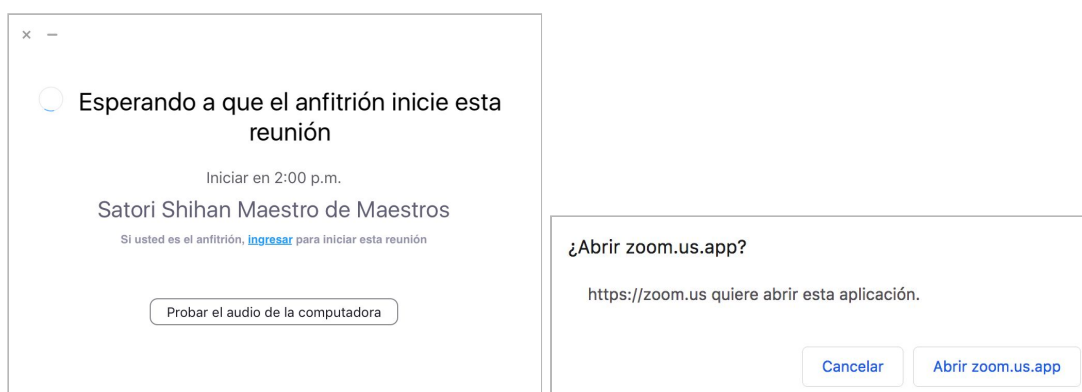 Esperando a que el anfitrión inicie esta
reunión
Iniciar en 2:00 p.m.
Satori Shihan Maestro de Maestros
Si usted es el anfitrión, ingresar para iniciar esta reunión
Probar el audio de la computadora
¿Abrir zoom.us.app?
https://zoom.us quiere abrir esta aplicación.
Cancelar
Abrir zoom.us.app